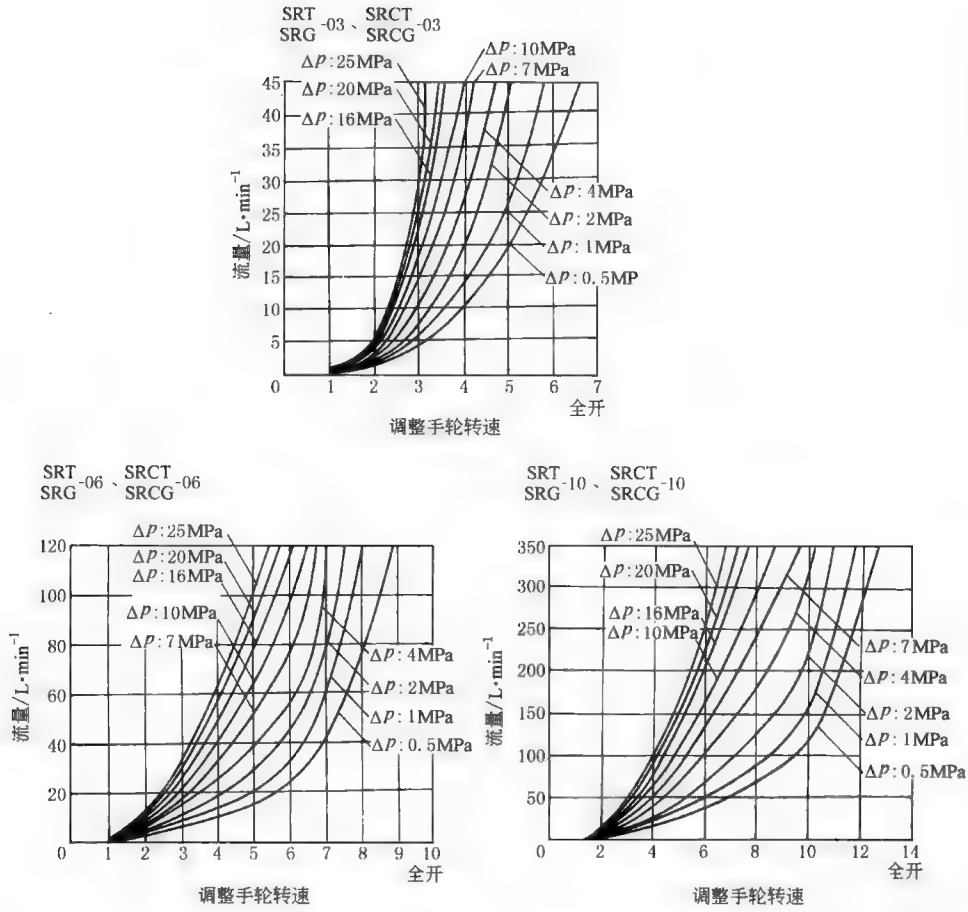 SRT SRCT
SRG-03、SRCG-03
Δp:25MPa
Δp:20MPa
Δp:16MPa
Δp:10MPa
Δp:7MPa
Δp:4MPa
Δp:2MPa
Δp:1MPa
Δp:0.5MP
流量/L·min⁻¹
45
40
35
30
25
20
15
10
5
0 1 2 3 4 5 6 7
全开
调整手轮转速
SRT SRCT
SRG-06、SRCG-06
Δp:25MPa
Δp:20MPa
Δp:16MPa
Δp:10MPa
Δp:7MPa
Δp:4MPa
Δp:2MPa
Δp:1MPa
Δp:0.5MPa
流量/L·min⁻¹
120
100
80
60
40
20
0 1 2 3 4 5 6 7 8 9 10
全开
调整手轮转速
SRT SRCT
SRG-10、SRCG-10
Δp:25MPa
Δp:20MPa
Δp:16MPa
Δp:10MPa
Δp:7MPa
Δp:4MPa
Δp:2MPa
Δp:1MPa
Δp:0.5MPa
流量/L·min⁻¹
350
300
250
200
150
100
50
0 2 4 6 8 10 12 14
全开
调整手轮转速